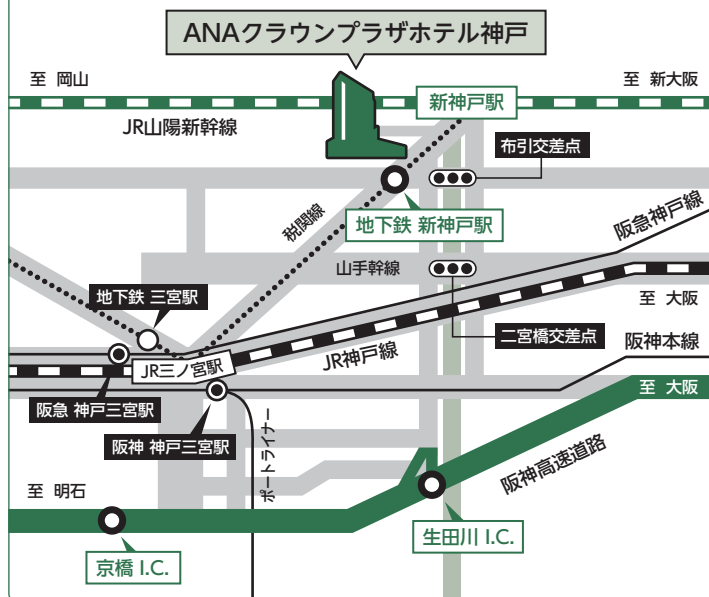 ANAクラウンプラザホテル神戸
至 岡山
至 新大阪
新神戸駅
JR山陽新幹線
布引交差点
税関線
地下鉄 新神戸駅
阪急神戸線
山手幹線
地下鉄 三宮駅
至 大阪
二宮橋交差点
阪神本線
JR神戸線
JR三ノ宮駅
至 大阪
阪急 神戸三宮駅
阪神 神戸三宮駅
ポートライナー
阪神高速道路
至 明石
生田川 I.C.
京橋 I.C.